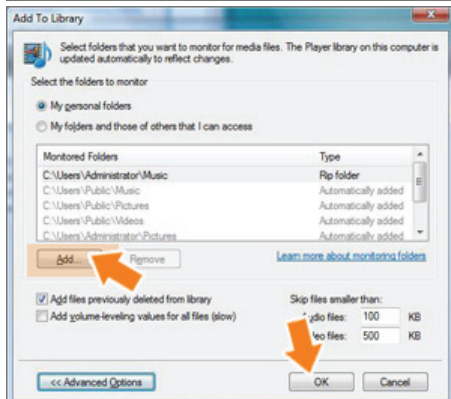 Add To Library
Select folders that you want to monitor for media files. The Player library on this computer is
updated automatically to reflect changes.
Select the folders to monitor
My personal folders
My folders and those of others that I can access
Monitored Folders Type
C:\Users\Administrator\Music Rip folder
C:\Users\Public\Music Automatically added
C:\Users\Public\Pictures Automatically added
C:\Users\Public\Videos Automatically added
C:\Users\Administrator\Pictures Automatically added
Add... Remove Learn more about monitoring folders
Add files previously deleted from library Skip files smaller than:
Add volume-leveling values for all files (slow) files: 100 KB
files: 500 KB
<< Advanced Options OK Cancel